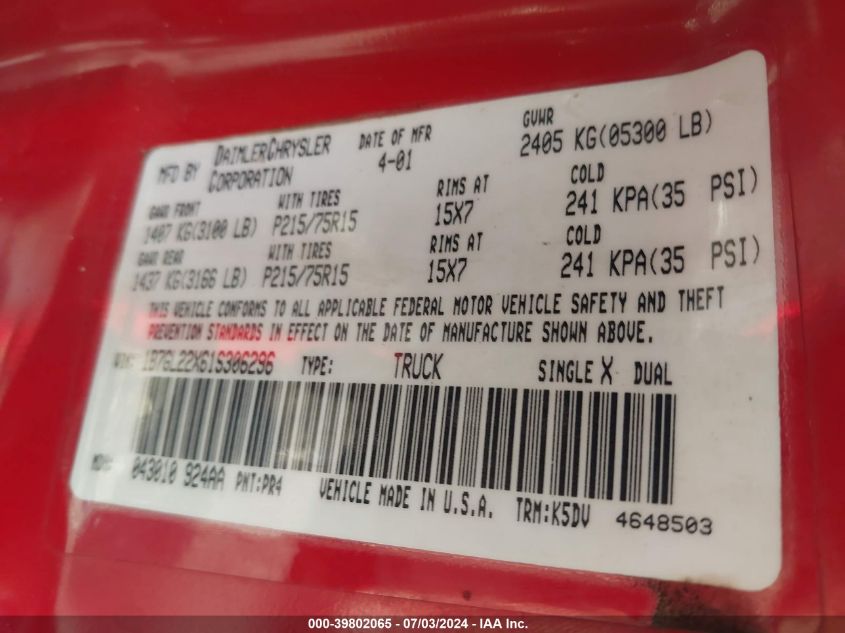 MFD BY DAIMLERCHRYSLER CORPORATION DATE OF MFR 4-01 GVWR 2405 KG(05300 LB)
GAWR FRONT WITH TIRES RIMS AT COLD
1407 KG(3100 LB) P215/75R15 15X7 241 KPA(35 PSI)
GAWR REAR WITH TIRES RIMS AT COLD
1437 KG(3166 LB) P215/75R15 15X7 241 KPA(35 PSI)
THIS VEHICLE CONFORMS TO ALL APPLICABLE FEDERAL MOTOR VEHICLE SAFETY AND THEFT
PREVENTION STANDARDS IN EFFECT ON THE DATE OF MANUFACTURE SHOWN ABOVE.
VIN: 1B7GL22X61S306296 TYPE: TRUCK SINGLE X DUAL
MDH: 043010 924AA PNT:PR4 VEHICLE MADE IN U.S.A. TRM:K5DV 4648503
000-39802065 - 07/03/2024 - IAA Inc.